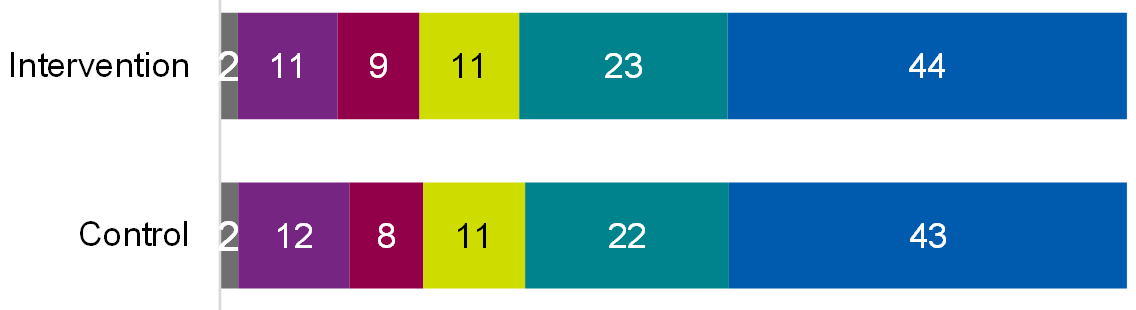 Intervention 2 11 9 11 23 44
Control 2 12 8 11 22 43